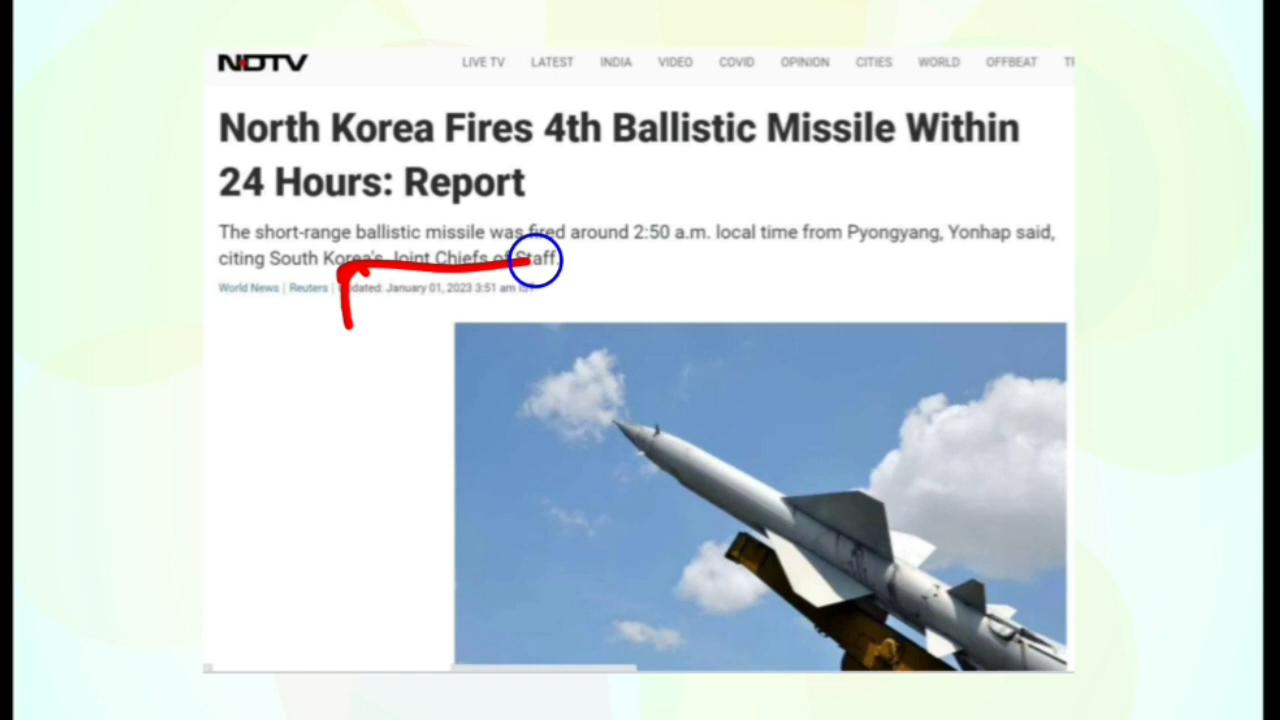 NDTV
LIVE TV LATEST INDIA VIDEO COVID OPINION CITIES WORLD OFFBEAT
North Korea Fires 4th Ballistic Missile Within
24 Hours: Report
The short-range ballistic missile was fired around 2:50 a.m. local time from Pyongyang, Yonhap said,
citing South Korea's Joint Chiefs of Staff.
World News | Reuters | Updated: January 01, 2023 3:51 am IST